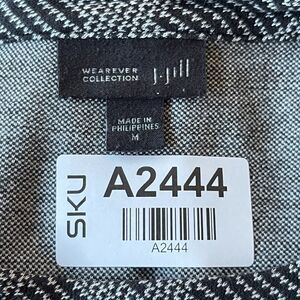 WEAREVER
COLLECTION
J.Jill
MADE IN
PHILIPPINES
M
SKU
A2444
A2444